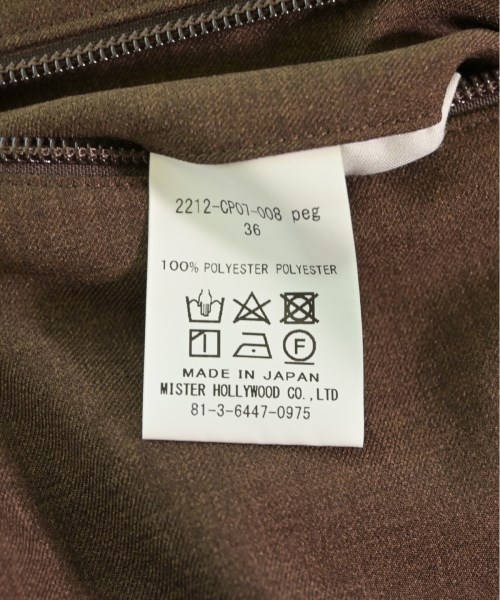 2212-CP07-008 peg
36
100% POLYESTER POLYESTER
F
MADE IN JAPAN
MISTER HOLLYWOOD CO.,LTD
81-3-6447-0975